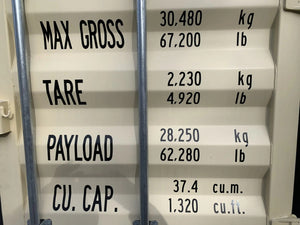 MAX GROSS 30,480 kg
67,200 lb
TARE 2,230 kg
4,920 lb
PAYLOAD 28,250 kg
62,280 lb
CU. CAP. 37.4 cu.m.
1,320 cu.ft.